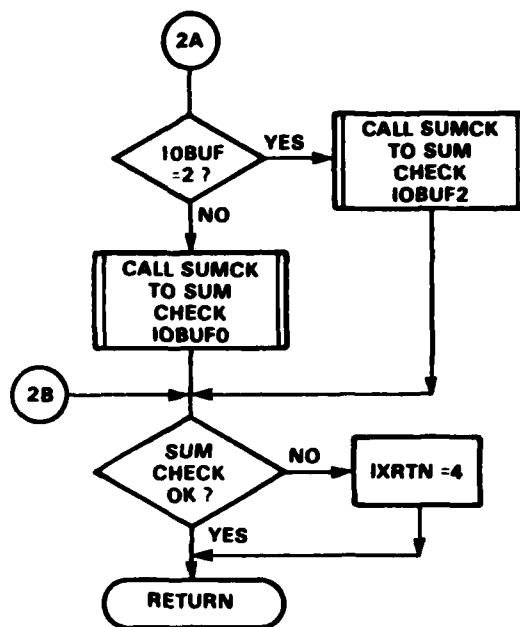 2A
IOBUF
=2 ?
YES
CALL SUMCK
TO SUM
CHECK
IOBUF2
NO
CALL SUMCK
TO SUM
CHECK
IOBUF0
2B
SUM
CHECK
OK ?
NO
IXRTN =4
YES
RETURN